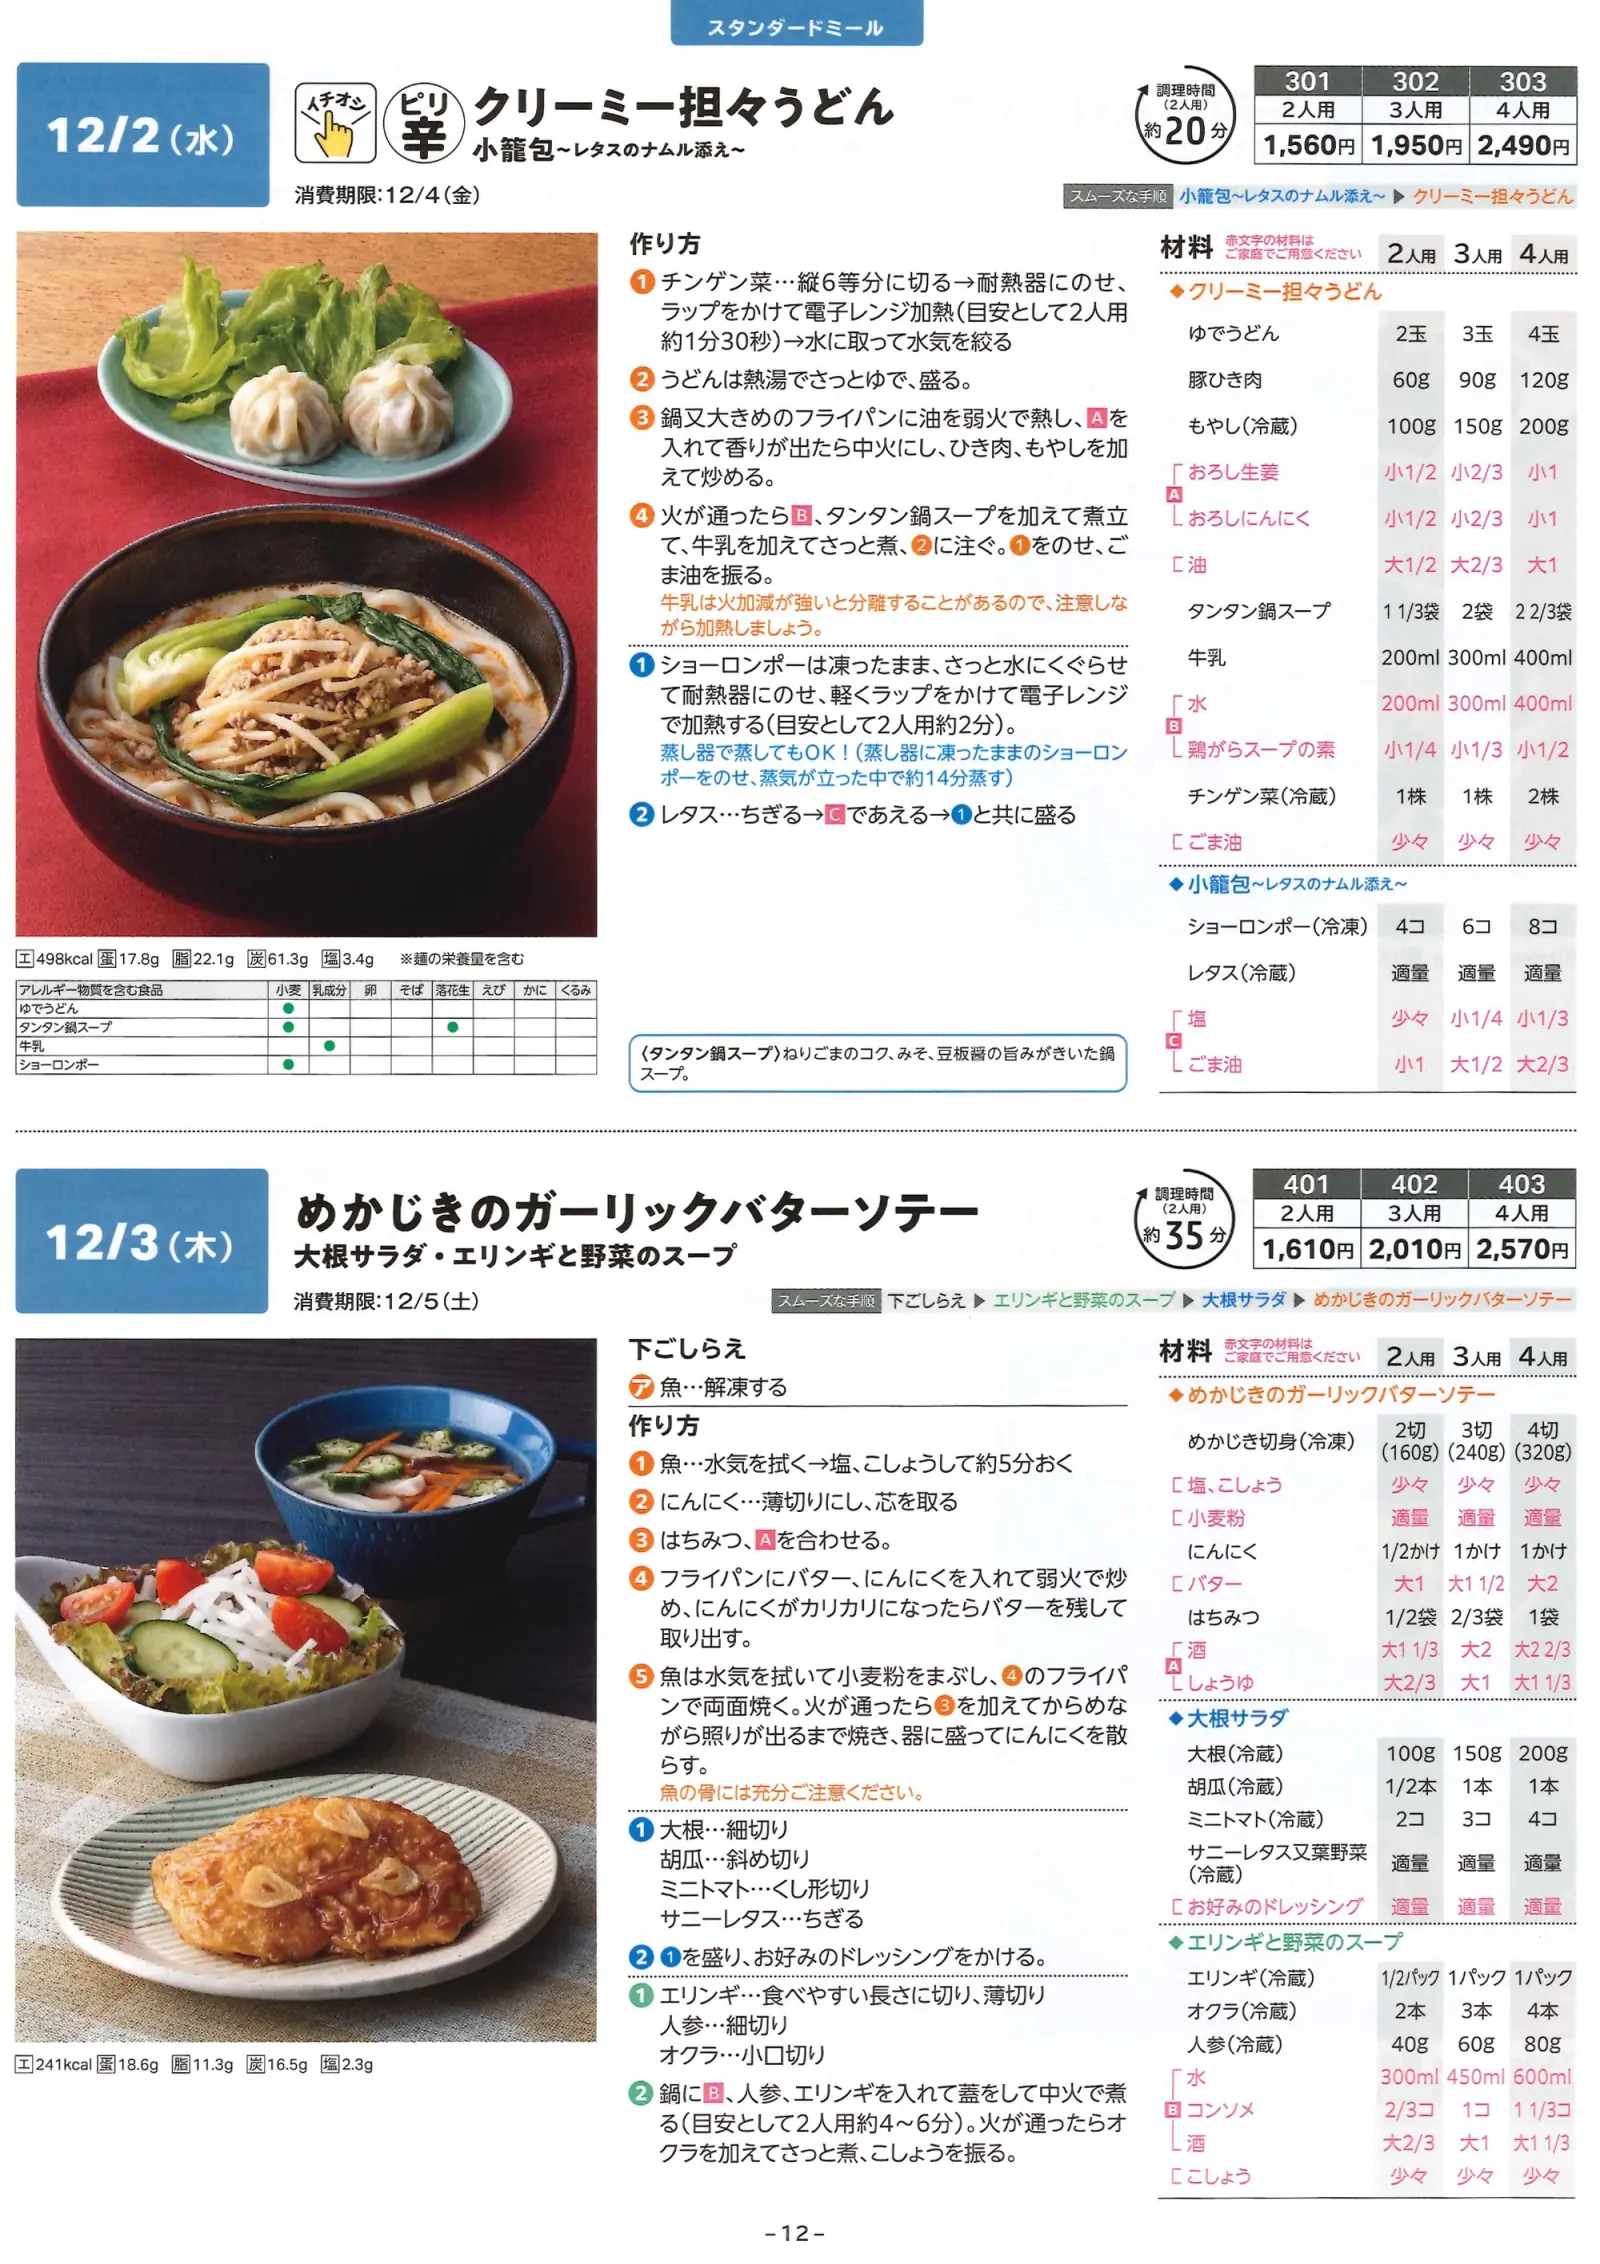 スタンダードミール
12/2(水)
イチオシ
ピリ辛
クリーミー担々うどん
小籠包~レタスのナムル添え~
消費期限:12/4(金)
調理時間
(2人用)
約20分
301 302 303
2人用 3人用 4人用
1,560円 1,950円 2,490円
スムーズな手順 小籠包~レタスのナムル添え~ ▶ クリーミー担々うどん
作り方
❶ チンゲン菜…縦6等分に切る→耐熱器にのせ、
ラップをかけて電子レンジ加熱(目安として2人用
約1分30秒)→水に取って水気を絞る
❷ うどんは熱湯でさっとゆで、盛る。
❸ 鍋又大きめのフライパンに油を弱火で熱し、Aを
入れて香りが出たら中火にし、ひき肉、もやしを加
えて炒める。
❹ 火が通ったらB、タンタン鍋スープを加えて煮立
て、牛乳を加えてさっと煮、❷に注ぐ。❶をのせ、ご
ま油を振る。
牛乳は火加減が強いと分離することがあるので、注意しな
がら加熱しましょう。
❶ ショーロンポーは凍ったまま、さっと水にくぐらせ
て耐熱器にのせ、軽くラップをかけて電子レンジ
で加熱する(目安として2人用約2分)。
蒸し器で蒸してもOK!(蒸し器に凍ったままのショーロン
ポーをのせ、蒸気が立った中で約14分蒸す)
❷ レタス…ちぎる→Cであえる→❶と共に盛る
〈タンタン鍋スープ〉ねりごまのコク、みそ、豆板醤の旨みがきいた鍋
スープ。
材料 赤文字の材料は
ご家庭でご用意ください 2人用 3人用 4人用
◆クリーミー担々うどん
ゆでうどん 2玉 3玉 4玉
豚ひき肉 60g 90g 120g
もやし(冷蔵) 100g 150g 200g
おろし生姜 小1/2 小2/3 小1
A
おろしにんにく 小1/2 小2/3 小1
油 大1/2 大2/3 大1
タンタン鍋スープ 1 1/3袋 2袋 2 2/3袋
牛乳 200ml 300ml 400ml
水 200ml 300ml 400ml
B
鶏がらスープの素 小1/4 小1/3 小1/2
チンゲン菜(冷蔵) 1株 1株 2株
ごま油 少々 少々 少々
◆小籠包~レタスのナムル添え~
ショーロンポー(冷凍) 4コ 6コ 8コ
レタス(冷蔵) 適量 適量 適量
塩 少々 小1/4 小1/3
C
ごま油 小1 大1/2 大2/3
エ498kcal 蛋17.8g 脂22.1g 炭61.3g 塩3.4g ※麺の栄養量を含む
アレルギー物質を含む食品 小麦 乳成分 卵 そば 落花生 えび かに くるみ
ゆでうどん ●
タンタン鍋スープ ● ●
牛乳 ●
ショーロンポー ●
12/3(木)
めかじきのガーリックバターソテー
大根サラダ・エリンギと野菜のスープ
消費期限:12/5(土)
調理時間
(2人用)
約35分
401 402 403
2人用 3人用 4人用
1,610円 2,010円 2,570円
スムーズな手順 下ごしらえ ▶ エリンギと野菜のスープ ▶ 大根サラダ ▶ めかじきのガーリックバターソテー
下ごしらえ
ア 魚…解凍する
作り方
❶ 魚…水気を拭く→塩、こしょうして約5分おく
❷ にんにく…薄切りにし、芯を取る
❸ はちみつ、Aを合わせる。
❹ フライパンにバター、にんにくを入れて弱火で炒
め、にんにくがカリカリになったらバターを残して
取り出す。
❺ 魚は水気を拭いて小麦粉をまぶし、❹のフライパ
ンで両面焼く。火が通ったら❸を加えてからめな
がら照りが出るまで焼き、器に盛ってにんにくを散
らす。
魚の骨には充分ご注意ください。
❶ 大根…細切り
胡瓜…斜め切り
ミニトマト…くし形切り
サニーレタス…ちぎる
❷ ❶を盛り、お好みのドレッシングをかける。
❶ エリンギ…食べやすい長さに切り、薄切り
人参…細切り
オクラ…小口切り
❷ 鍋にB、人参、エリンギを入れて蓋をして中火で煮
る(目安として2人用約4~6分)。火が通ったらオ
クラを加えてさっと煮、こしょうを振る。
材料 赤文字の材料は
ご家庭でご用意ください 2人用 3人用 4人用
◆めかじきのガーリックバターソテー
めかじき切身(冷凍) 2切(160g) 3切(240g) 4切(320g)
塩、こしょう 少々 少々 少々
小麦粉 適量 適量 適量
にんにく 1/2かけ 1かけ 1かけ
バター 大1 大1 1/2 大2
はちみつ 1/2袋 2/3袋 1袋
酒 大1 1/3 大2 大2 2/3
A
しょうゆ 大2/3 大1 大1 1/3
◆大根サラダ
大根(冷蔵) 100g 150g 200g
胡瓜(冷蔵) 1/2本 1本 1本
ミニトマト(冷蔵) 2コ 3コ 4コ
サニーレタス又葉野菜
(冷蔵) 適量 適量 適量
お好みのドレッシング 適量 適量 適量
◆エリンギと野菜のスープ
エリンギ(冷蔵) 1/2パック 1パック 1パック
オクラ(冷蔵) 2本 3本 4本
人参(冷蔵) 40g 60g 80g
水 300ml 450ml 600ml
B コンソメ 2/3コ 1コ 1 1/3コ
酒 大2/3 大1 大1 1/3
こしょう 少々 少々 少々
エ241kcal 蛋18.6g 脂11.3g 炭16.5g 塩2.3g
-12-